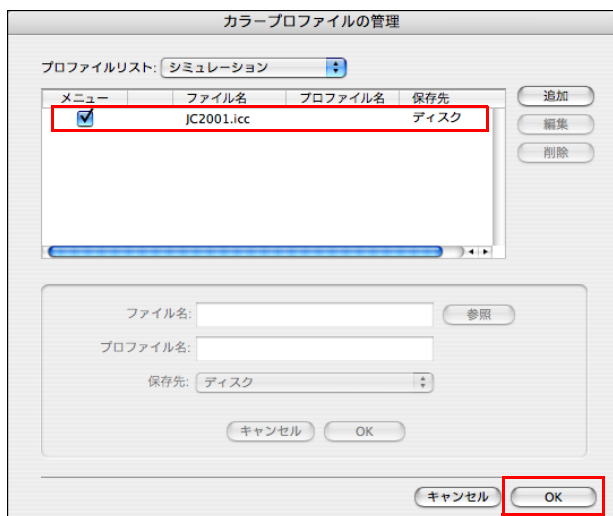 カラープロファイルの管理
プロファイルリスト: シミュレーション
メニュー ファイル名 プロファイル名 保存先
JC2001.icc ディスク
追加
編集
削除
ファイル名: 参照
プロファイル名:
保存先: ディスク
キャンセル OK
キャンセル OK